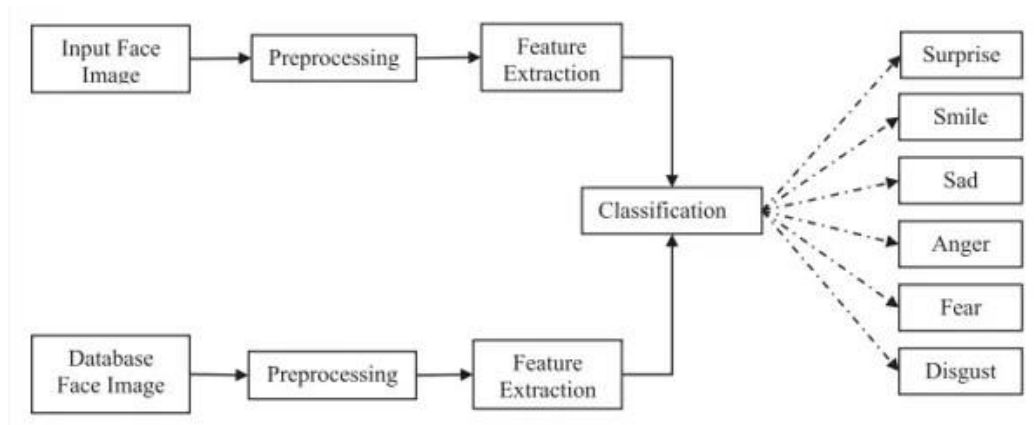 Input Face
Image
Preprocessing
Feature
Extraction
Classification
Surprise
Smile
Sad
Anger
Fear
Disgust
Database
Face Image
Preprocessing
Feature
Extraction